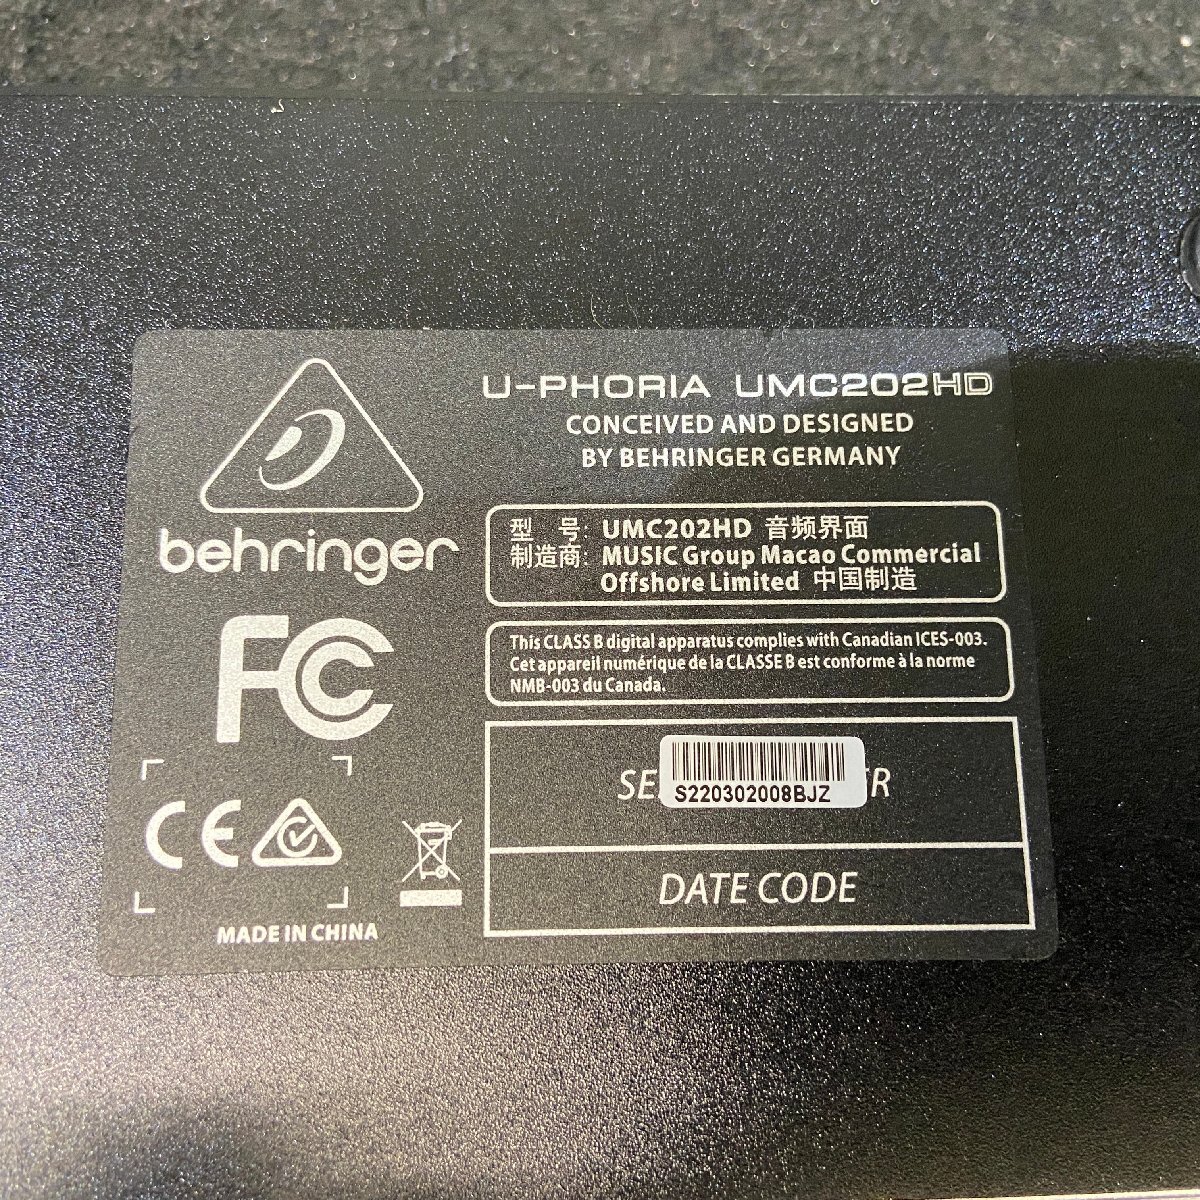 behringer
FC
CE
MADE IN CHINA
U-PHORIA UMC202HD
CONCEIVED AND DESIGNED
BY BEHRINGER GERMANY
型 号: UMC202HD 音频界面
制造商: MUSIC Group Macao Commercial
Offshore Limited 中国制造
This CLASS B digital apparatus complies with Canadian ICES-003.
Cet appareil numérique de la CLASSE B est conforme à la norme
NMB-003 du Canada.
S220302008BJZ
DATE CODE